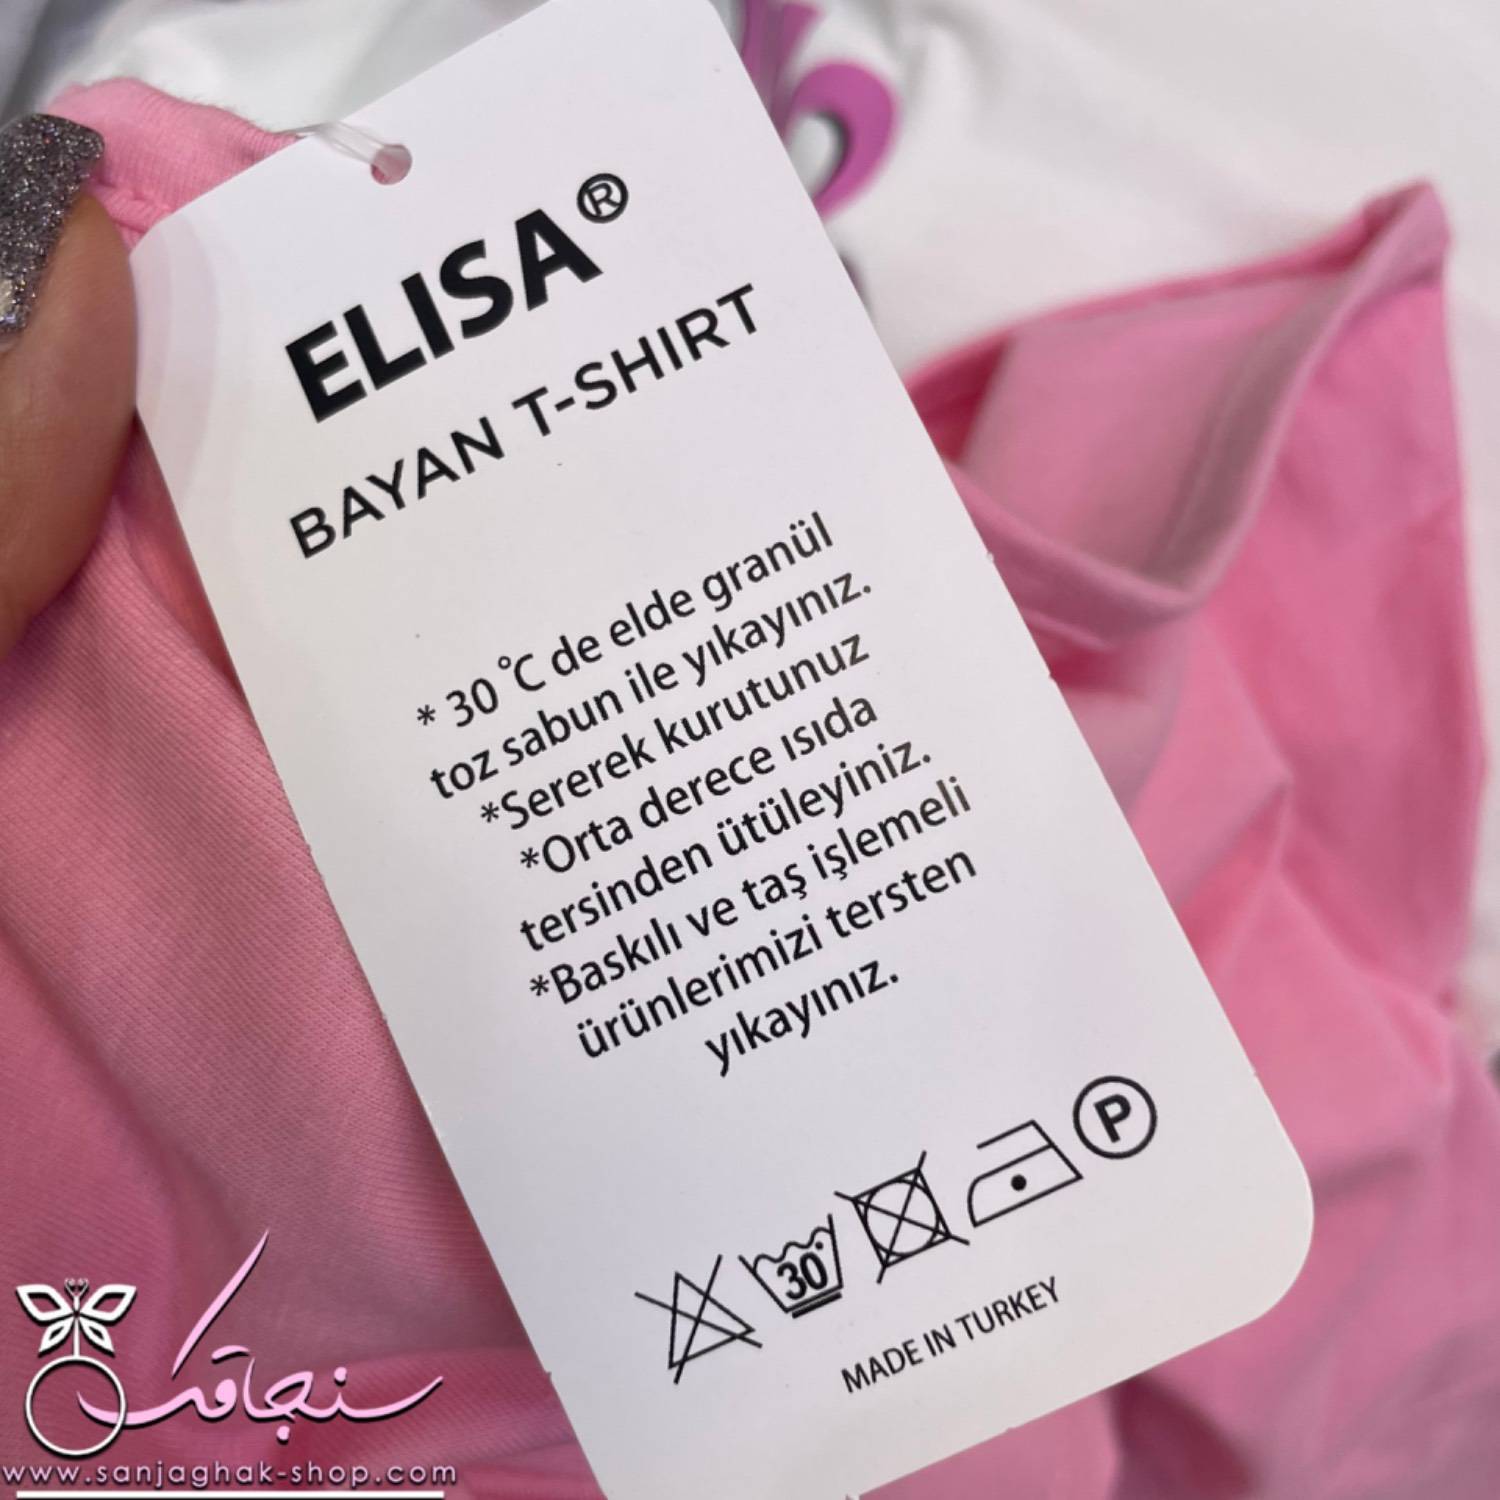 ELISA®
BAYAN T-SHIRT
* 30 °C de elde granül
toz sabun ile yıkayınız.
*Sererek kurutunuz
*Orta derece ısıda
tersinden ütüleyiniz.
*Baskılı ve taş işlemeli
ürünlerimizi tersten
yıkayınız.
30°
P
MADE IN TURKEY
سنجاقک
www.sanjaghak-shop.com